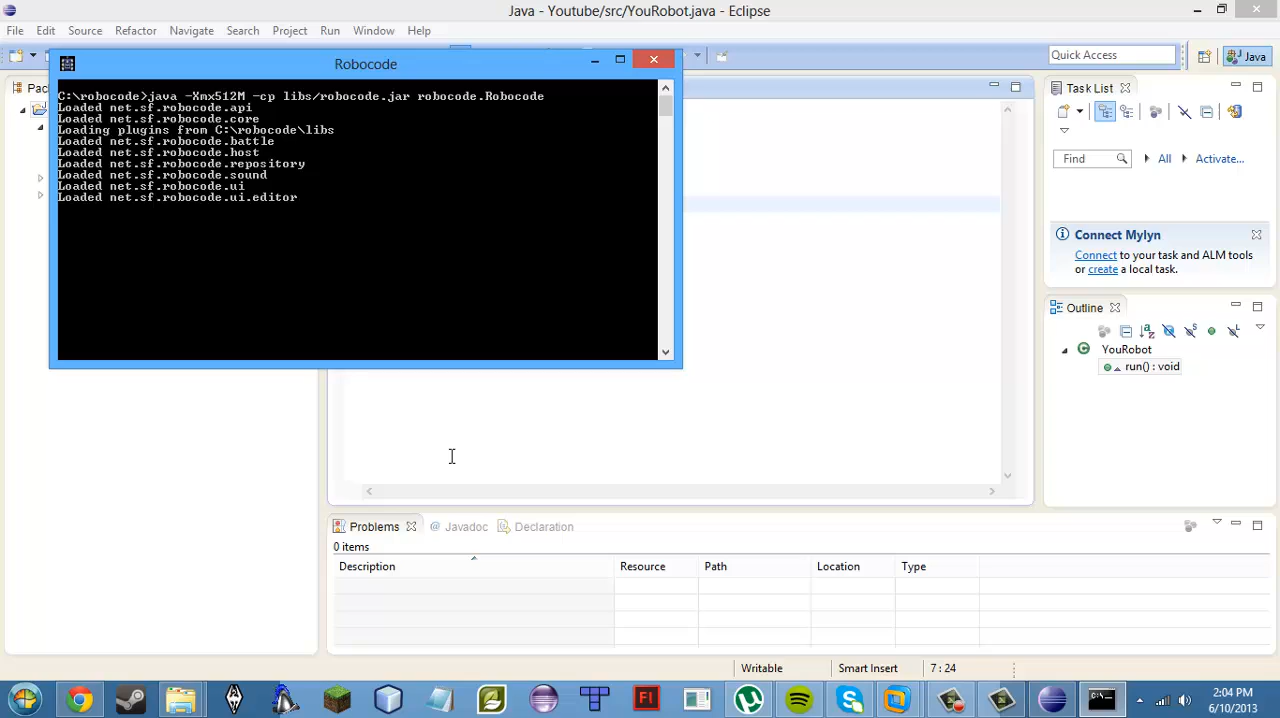 Java - Youtube/src/YouRobot.java - Eclipse
File Edit Source Refactor Navigate Search Project Run Window Help
Quick Access
Java
Robocode
C:\robocode>java -Xmx512M -cp libs/robocode.jar robocode.Robocode
Loaded net.sf.robocode.api
Loaded net.sf.robocode.core
Loading plugins from C:\robocode\libs
Loaded net.sf.robocode.battle
Loaded net.sf.robocode.host
Loaded net.sf.robocode.repository
Loaded net.sf.robocode.sound
Loaded net.sf.robocode.ui
Loaded net.sf.robocode.ui.editor
Pac
Task List
Find
All
Activate...
Connect Mylyn
Connect to your task and ALM tools
or create a local task.
Outline
YouRobot
run() : void
Problems
@ Javadoc
Declaration
0 items
Description Resource Path Location Type
Writable
Smart Insert
7 : 24
Fl
2:04 PM
6/10/2013